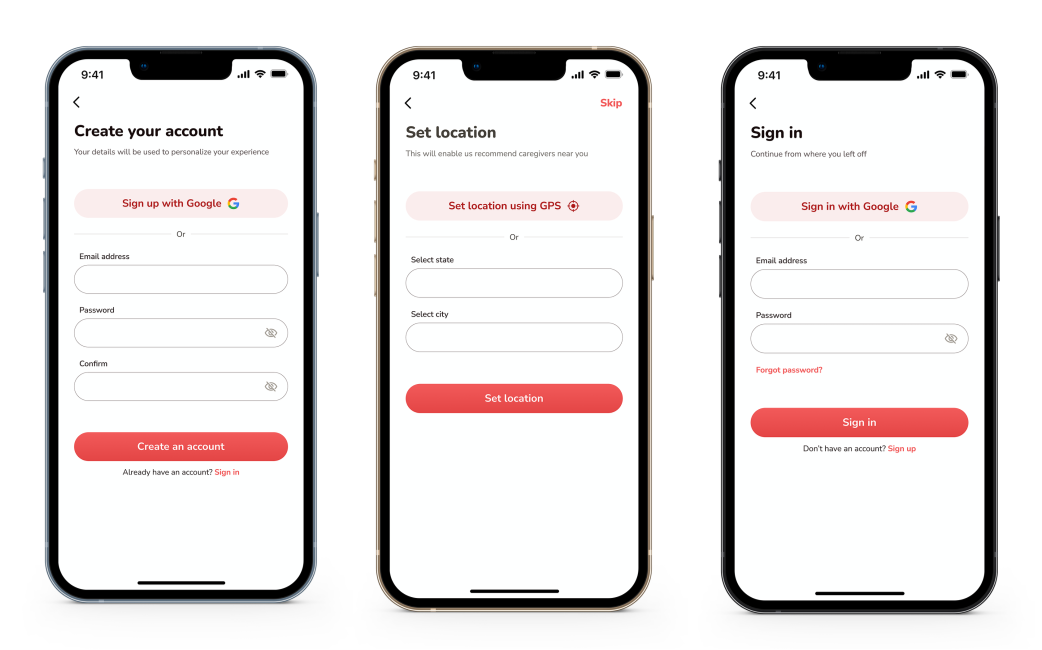 9:41
Create your account
Your details will be used to personalize your experience
Sign up with Google
Or
Email address
Password
Confirm
Create an account
Already have an account? Sign in
9:41
Skip
Set location
This will enable us recommend caregivers near you
Set location using GPS
Or
Select state
Select city
Set location
9:41
Sign in
Continue from where you left off
Sign in with Google
Or
Email address
Password
Forgot password?
Sign in
Don't have an account? Sign up